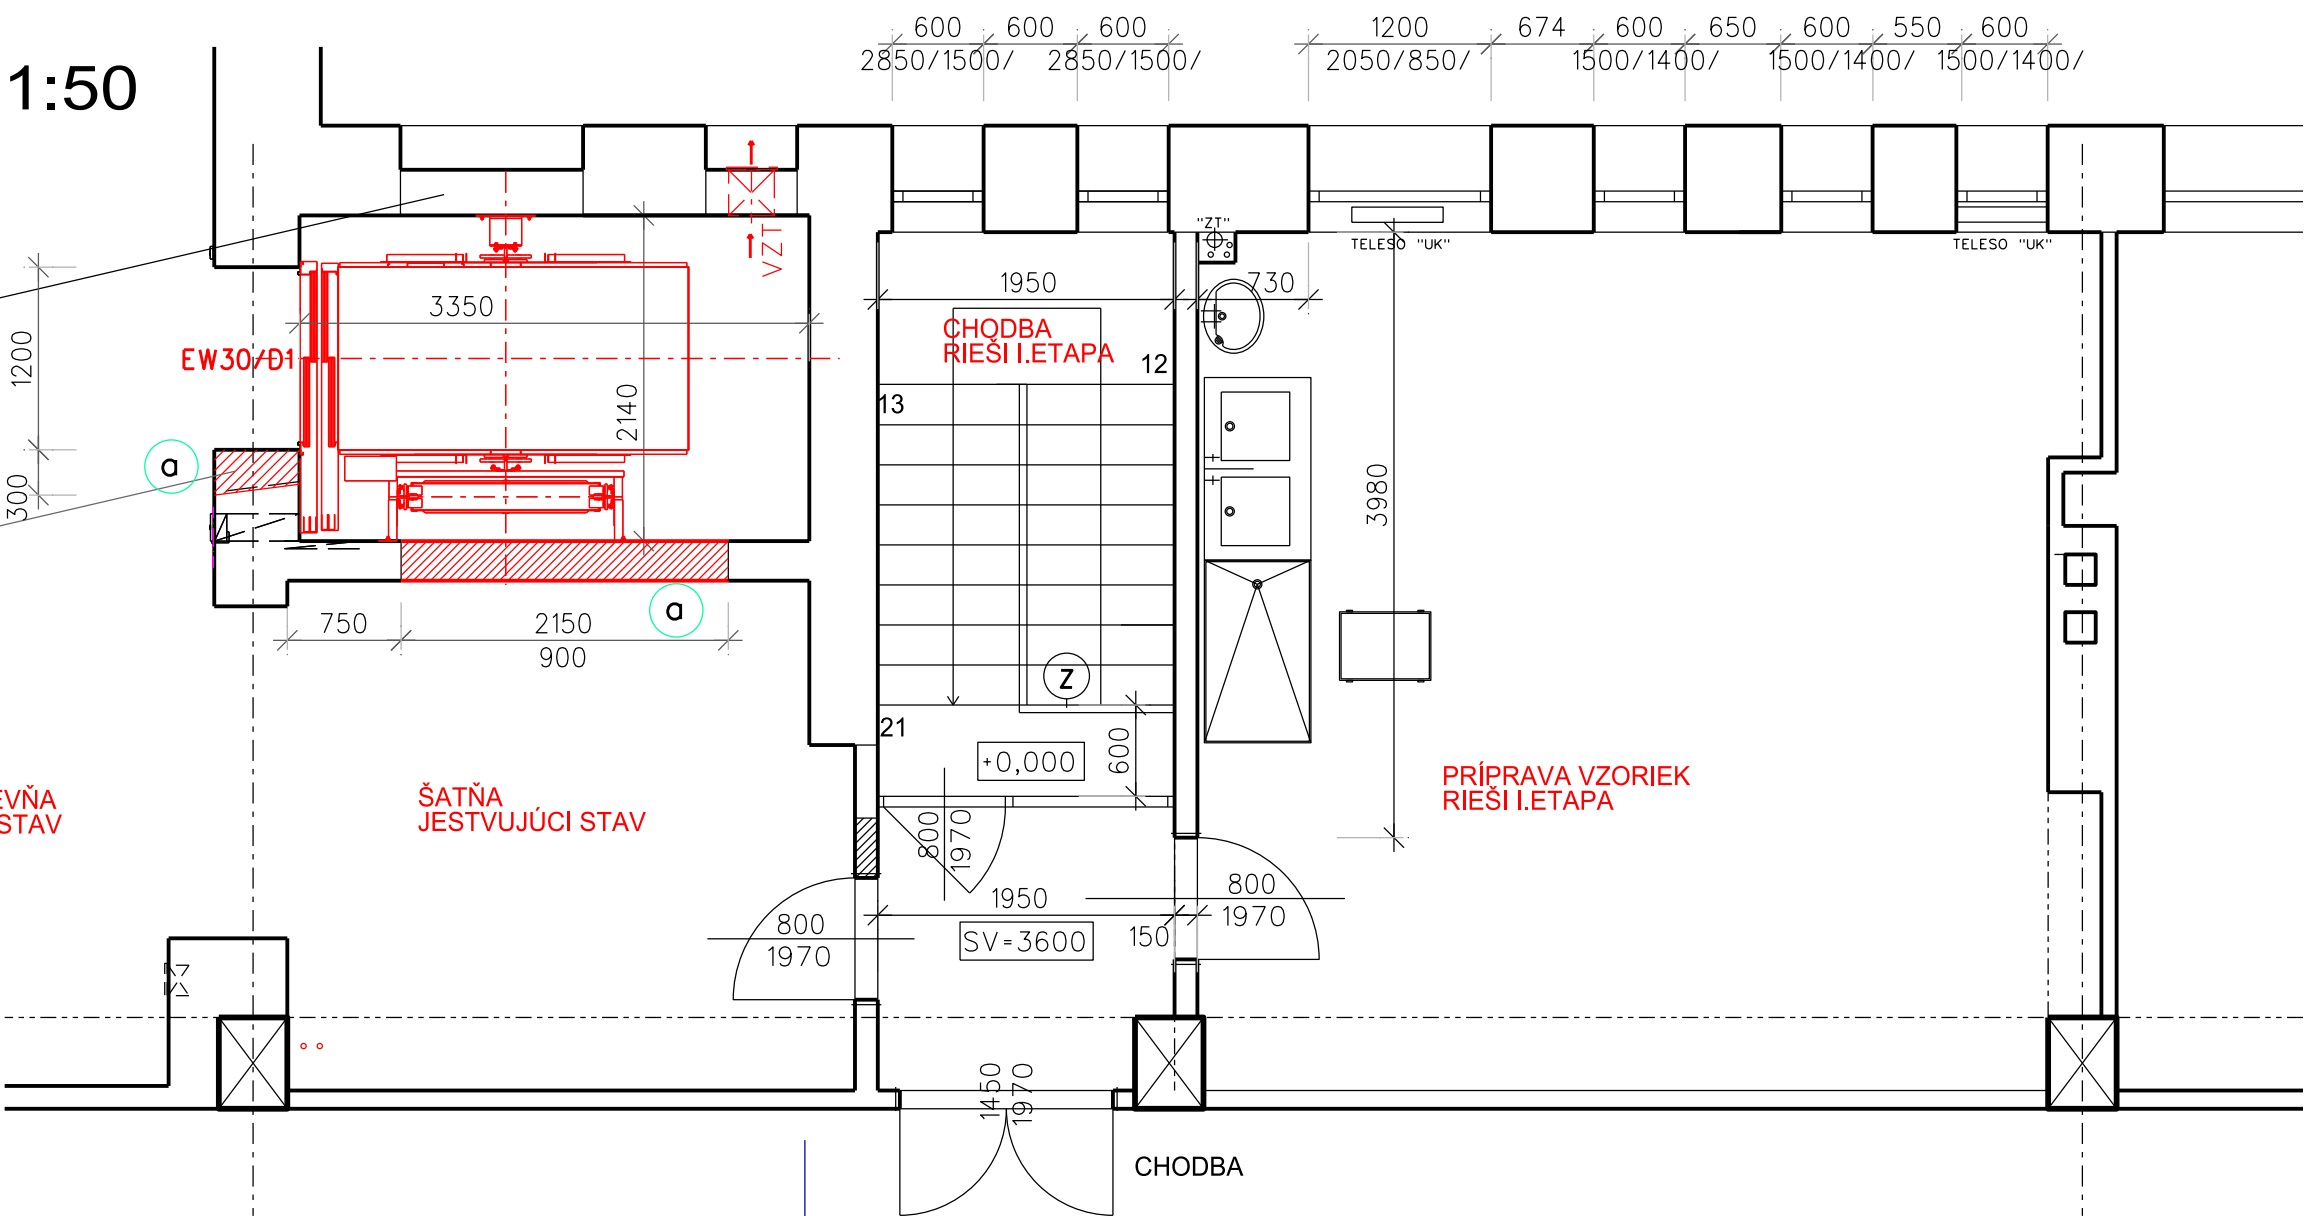 600 600 600 1200 674 600 650 600 550 600
2850/1500/ 2850/1500/ 2050/850/ 1500/1400/ 1500/1400/ 1500/1400/
1:50
VZT
"ZT"
TELESO "UK"
TELESO "UK"
1950
730
3350
CHODBA
RIEŠI I.ETAPA
12
1200
EW30/D1
13
2140
a
300
3980
a
750
2150
900
Z
21
+0,000
600
PRÍPRAVA VZORIEK
RIEŠI I.ETAPA
EVŇA
STAV
ŠATŇA
JESTVUJÚCI STAV
800
1970
1950
800
1970
800
1970
SV=3600
150
1450
1970
CHODBA